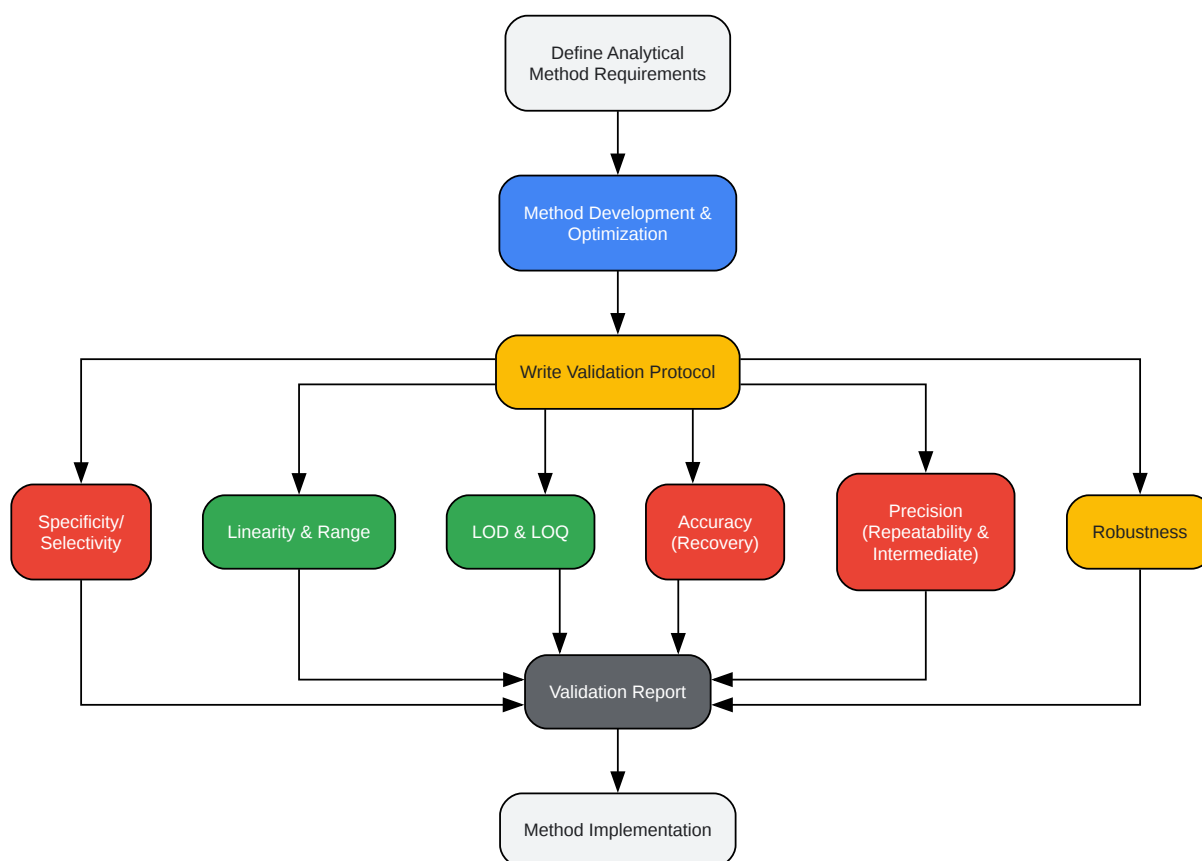 Define Analytical
Method Requirements
Method Development &
Optimization
Write Validation Protocol
Specificity/
Selectivity
Linearity & Range
LOD & LOQ
Accuracy
(Recovery)
Precision
(Repeatability &
Intermediate)
Robustness
Validation Report
Method Implementation